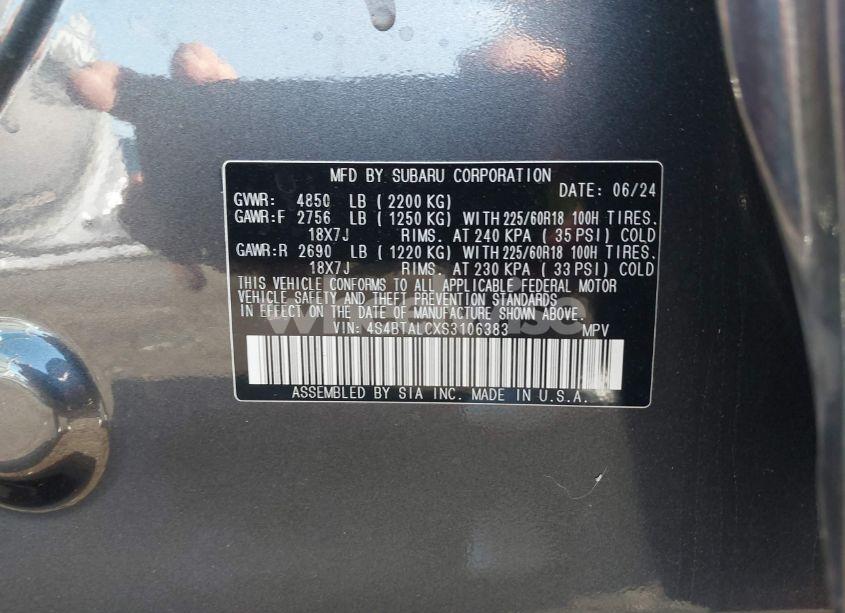 MFD BY SUBARU CORPORATION
DATE: 06/24
GVWR: 4850 LB ( 2200 KG)
GAWR:F 2756 LB ( 1250 KG) WITH 225/60R18 100H TIRES.
18X7J RIMS. AT 240 KPA ( 35 PSI) COLD
GAWR:R 2690 LB ( 1220 KG) WITH 225/60R18 100H TIRES.
18X7J RIMS. AT 230 KPA ( 33 PSI) COLD
THIS VEHICLE CONFORMS TO ALL APPLICABLE FEDERAL MOTOR
VEHICLE SAFETY AND THEFT PREVENTION STANDARDS
IN EFFECT ON THE DATE OF MANUFACTURE SHOWN ABOVE.
VIN: 4S4BTALCXS3106383 MPV
ASSEMBLED BY SIA INC. MADE IN U.S.A.